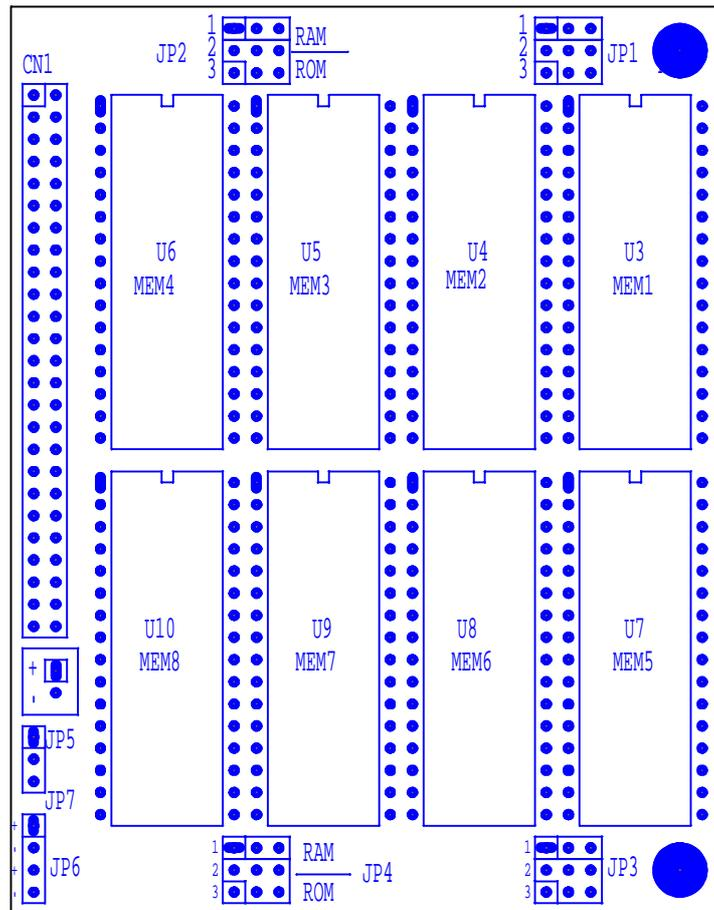 1
2
3
JP2
RAM
ROM
1
2
3
JP1
CN1
U6
MEM4
U5
MEM3
U4
MEM2
U3
MEM1
U10
MEM8
U9
MEM7
U8
MEM6
U7
MEM5
+
-
JP5
JP7
+
-
+
-
JP6
1
2
3
RAM
ROM
JP4
1
2
3
JP3